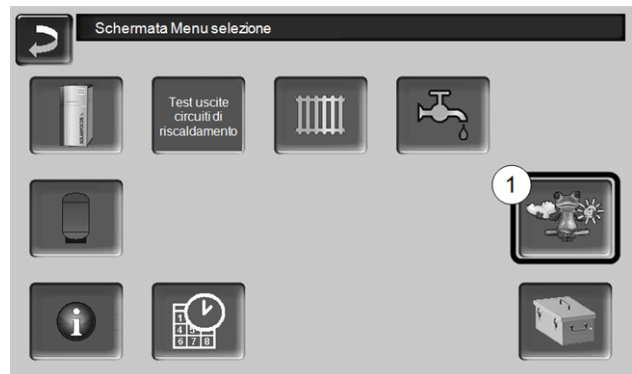 Schermata Menu selezione
Test uscite
circuiti di
riscaldamento
1